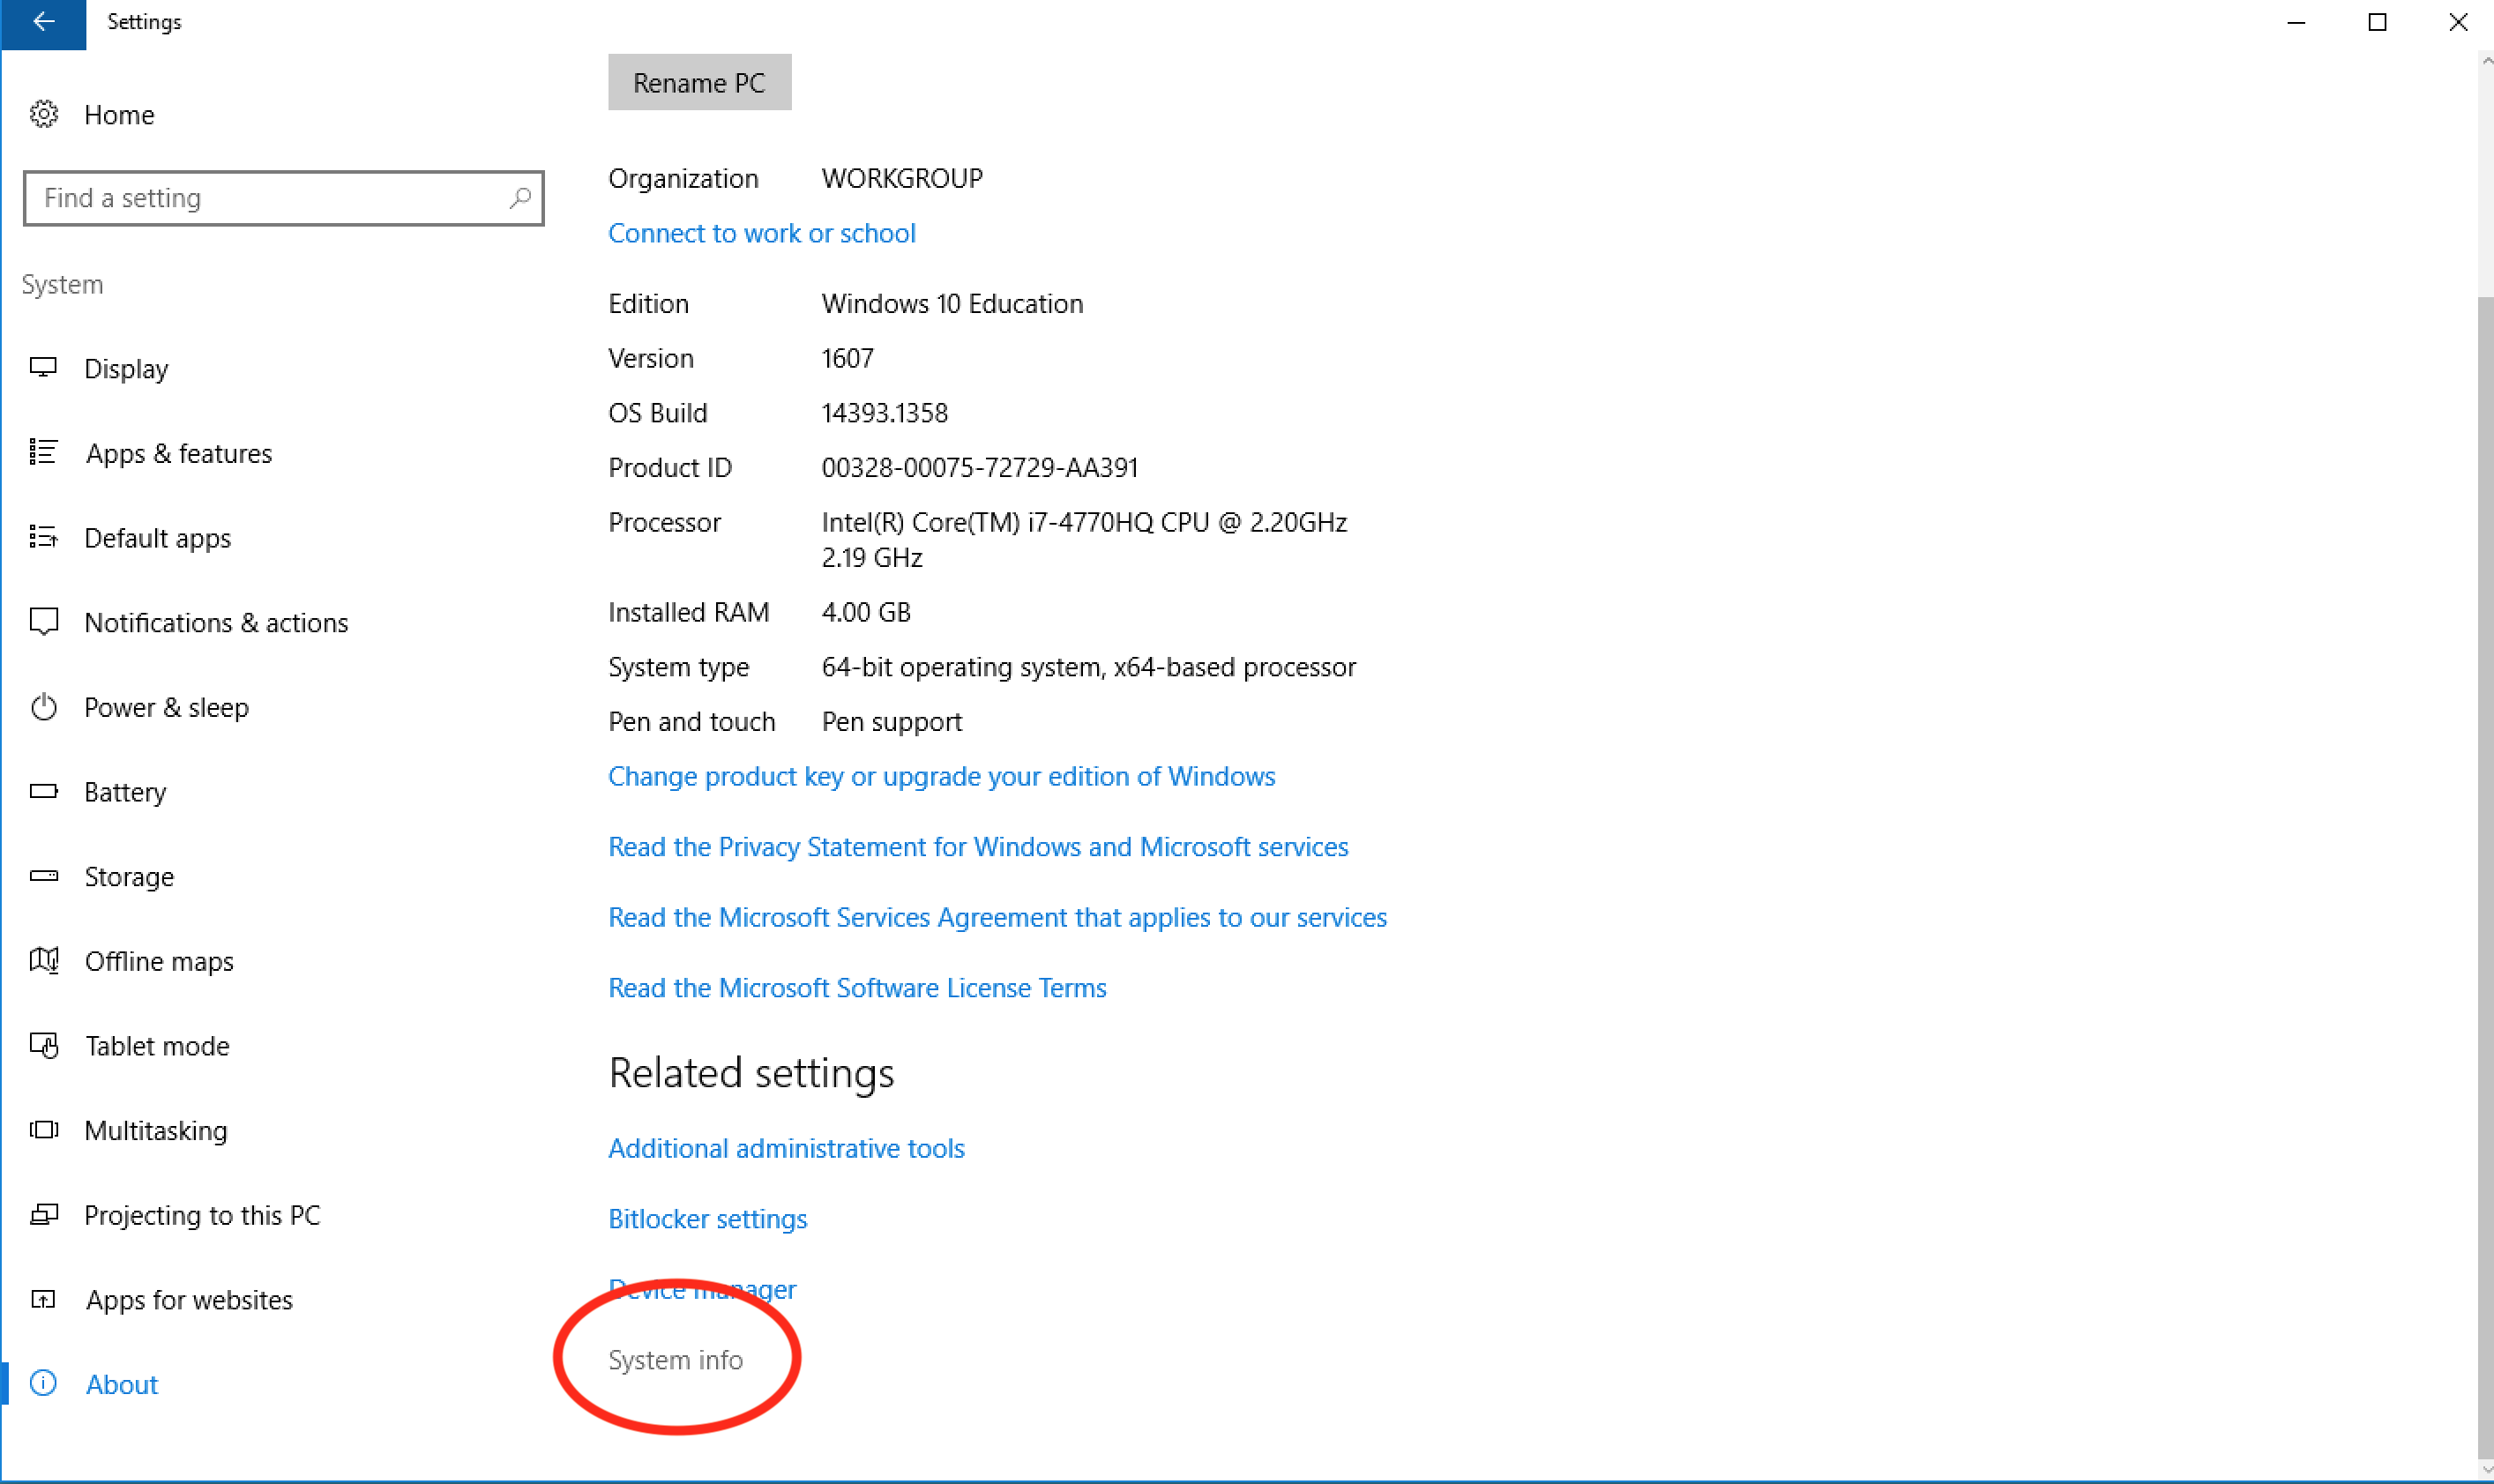 Settings
Home
Find a setting
System
Display
Apps & features
Default apps
Notifications & actions
Power & sleep
Battery
Storage
Offline maps
Tablet mode
Multitasking
Projecting to this PC
Apps for websites
About
Rename PC
Organization WORKGROUP
Connect to work or school
Edition Windows 10 Education
Version 1607
OS Build 14393.1358
Product ID 00328-00075-72729-AA391
Processor Intel(R) Core(TM) i7-4770HQ CPU @ 2.20GHz
2.19 GHz
Installed RAM 4.00 GB
System type 64-bit operating system, x64-based processor
Pen and touch Pen support
Change product key or upgrade your edition of Windows
Read the Privacy Statement for Windows and Microsoft services
Read the Microsoft Services Agreement that applies to our services
Read the Microsoft Software License Terms
Related settings
Additional administrative tools
Bitlocker settings
Device manager
System info